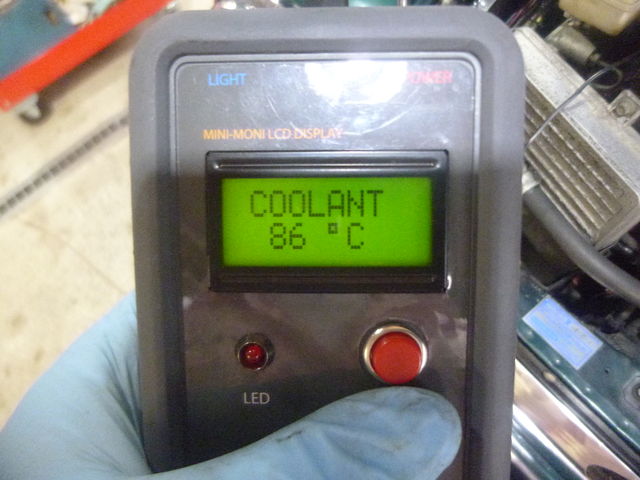 LIGHT POWER
MINI-MONI LCD DISPLAY
COOLANT
86 °C
LED